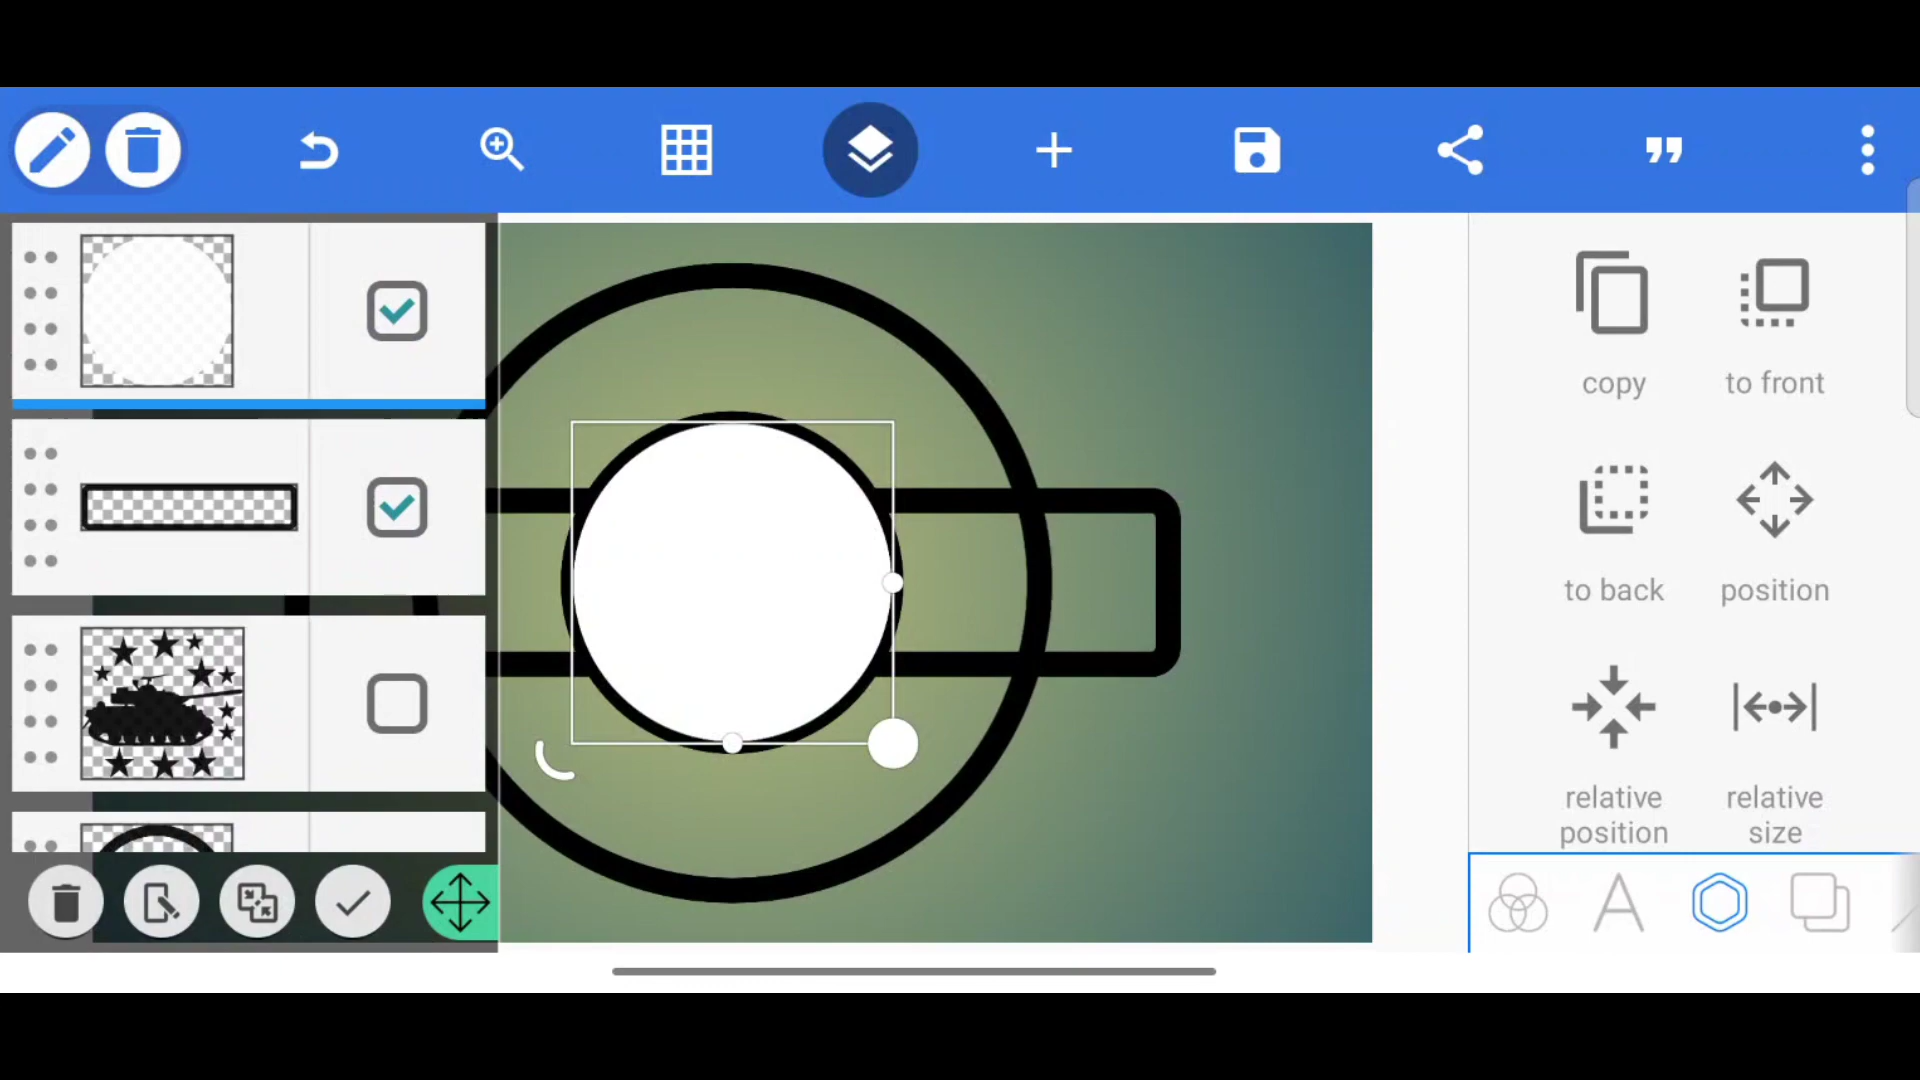 copy
to front
to back
position
relative
position
relative
size